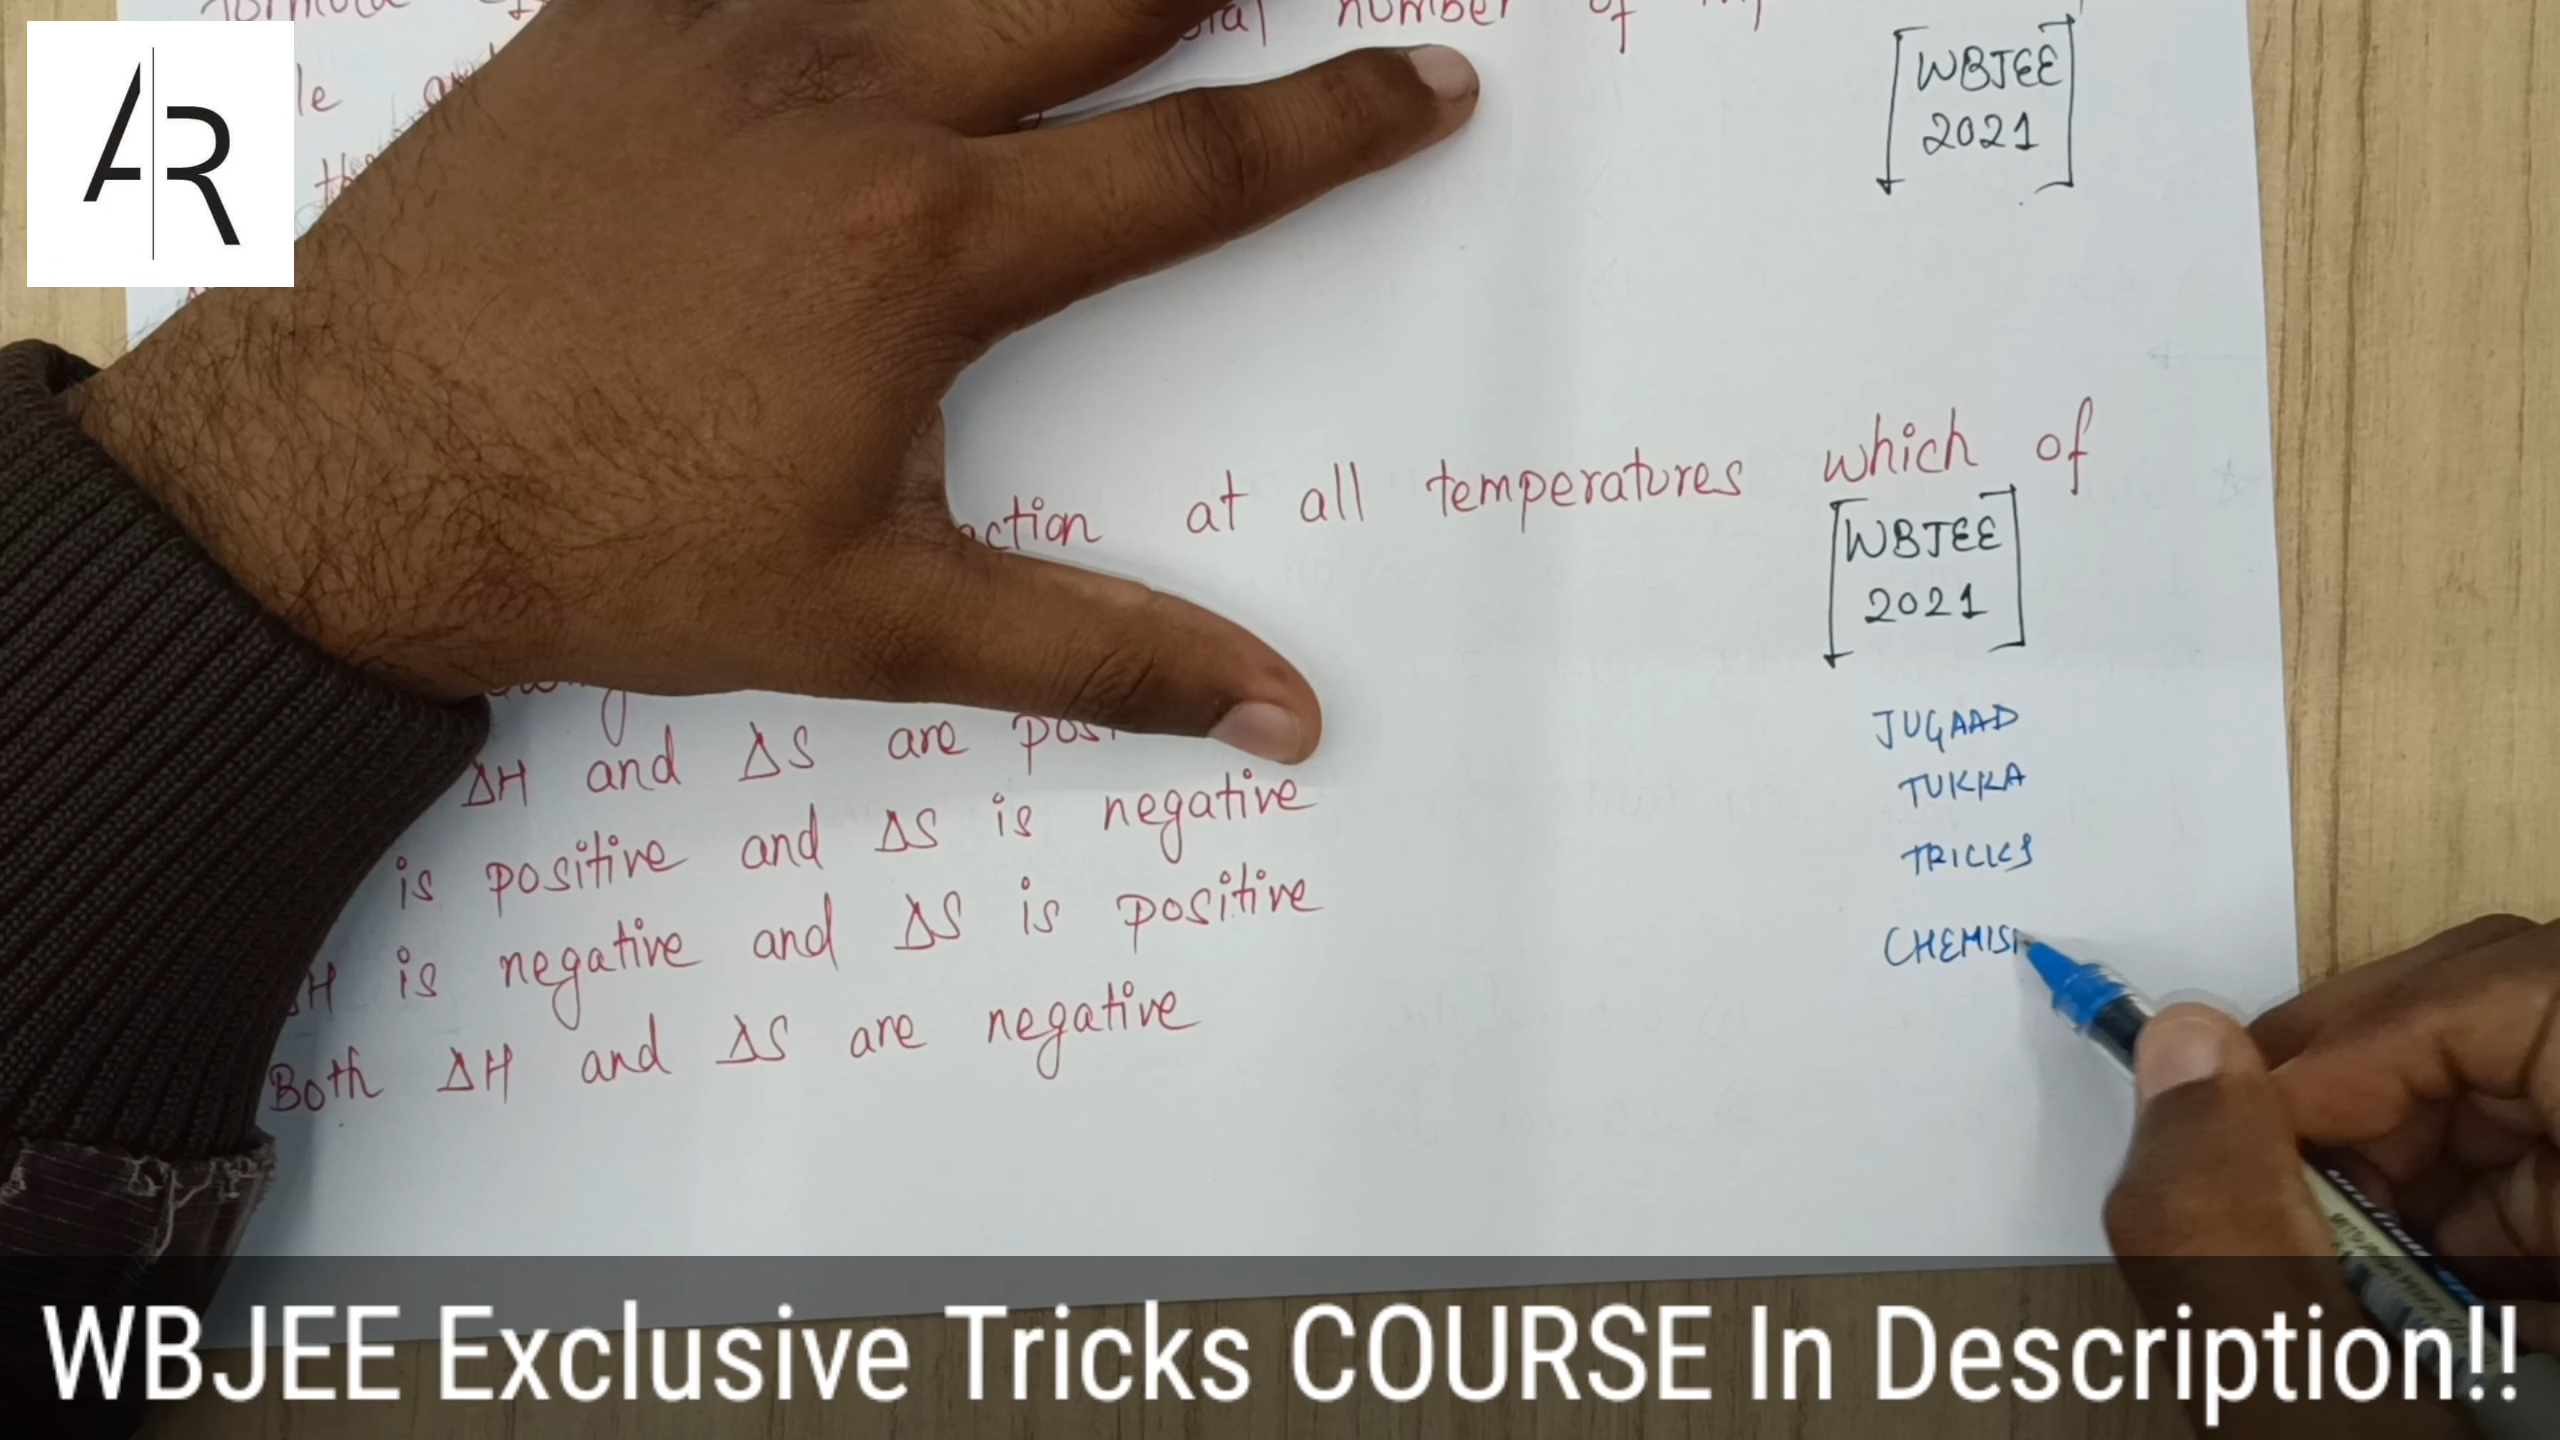 AR
number of
WBJEE
2021
at all temperatures which of
WBJEE
2021
ΔH and ΔS are
is positive and ΔS is negative
ΔH is negative and ΔS is positive
Both ΔH and ΔS are negative
JUGAAD
TUKKA
TRICKS
CHEMIS
WBJEE Exclusive Tricks COURSE In Description!!